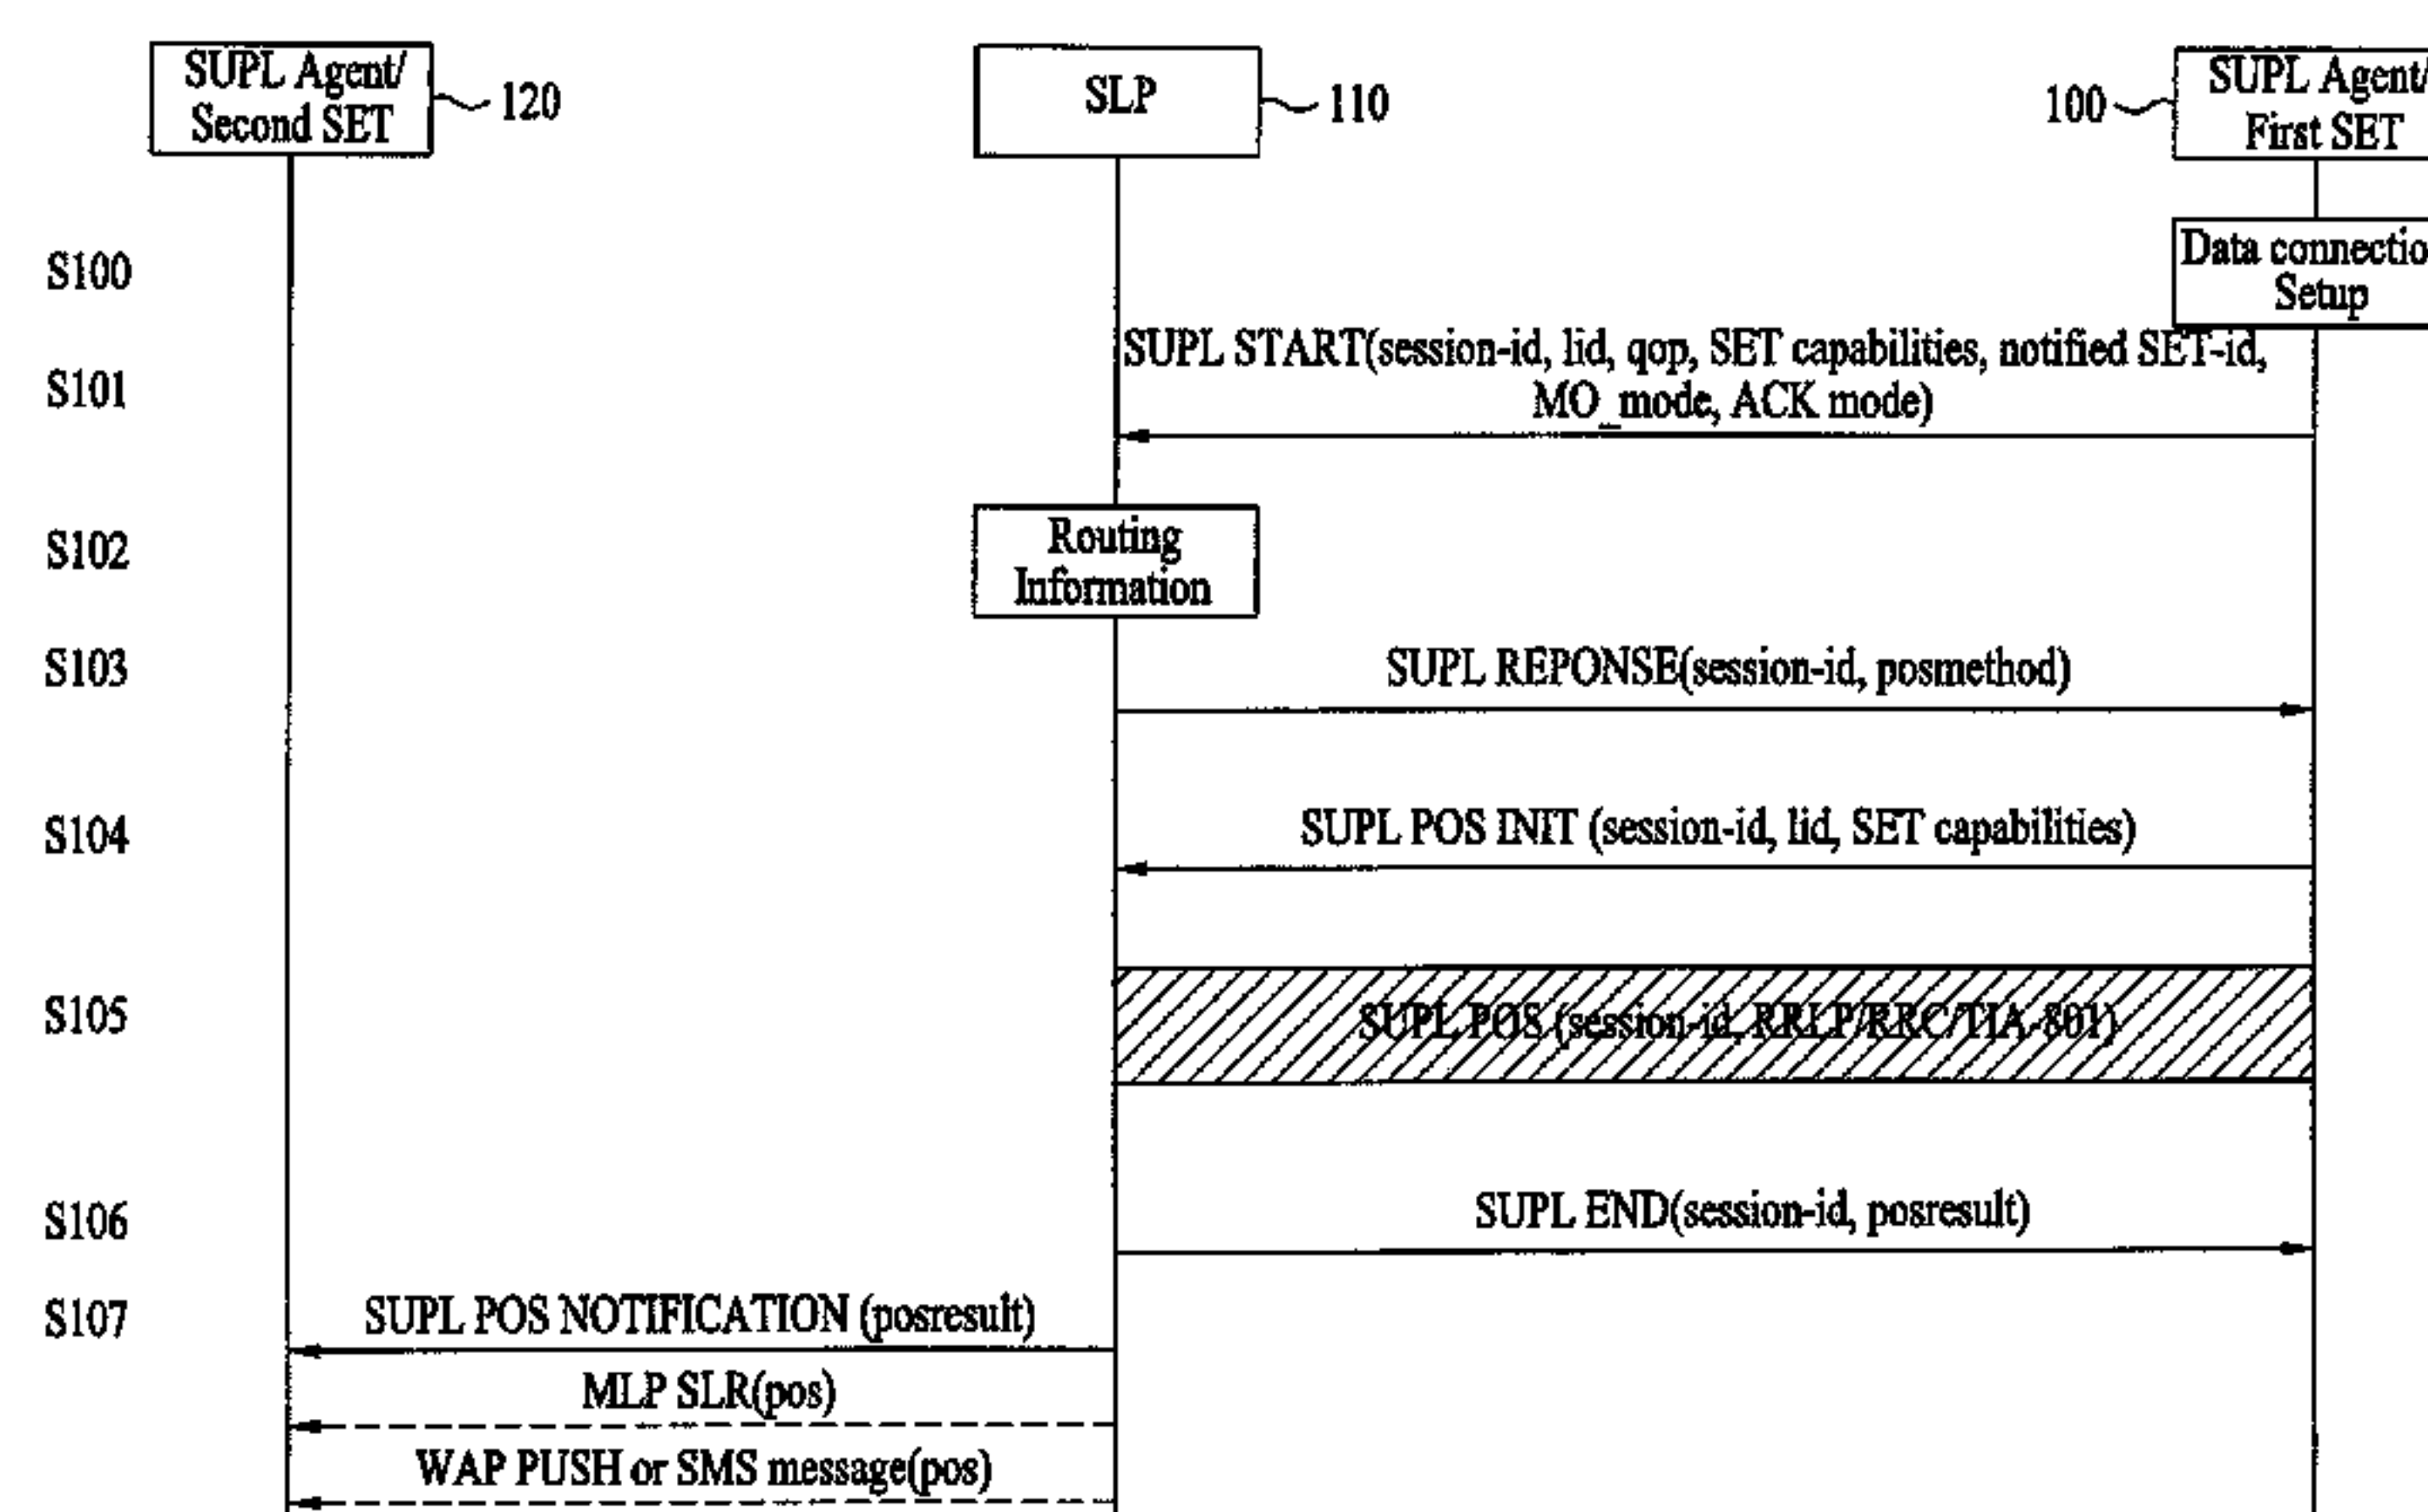 SUPL Agent/
Second SET
120
SLP
110
100
SUPL Agent/
First SET
S100
Data connectio
Setup
S101
SUPL START(session-id, lid, qop, SET capabilities, notified SET-id,
MO_mode, ACK mode)
S102
Routing
Information
S103
SUPL REPONSE(session-id, posmethod)
S104
SUPL POS INIT (session-id, lid, SET capabilities)
S105
SUPL POS (session-id, RRLP/RRC/TIA-801)
S106
SUPL END(session-id, posresult)
S107
SUPL POS NOTIFICATION (posresult)
MLP SLR(pos)
WAP PUSH or SMS message(pos)